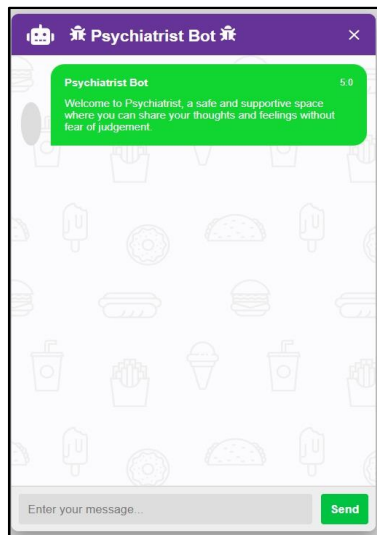 Psychiatrist Bot
Psychiatrist Bot 5:0
Welcome to Psychiatrist, a safe and supportive space
where you can share your thoughts and feelings without
fear of judgement.
Enter your message...
Send